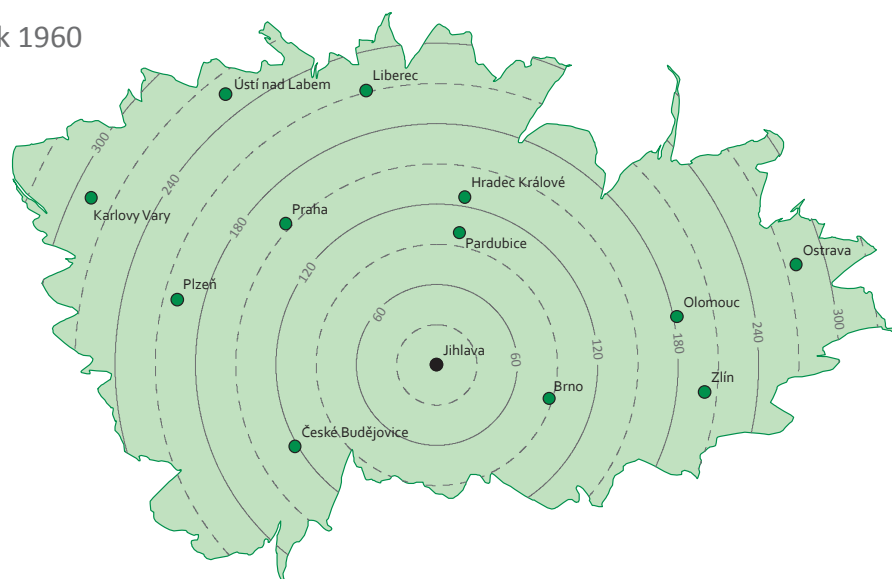 k 1960
Ústí nad Labem
Liberec
300
240
Karlovy Vary
180
Praha
Hradec Králové
Pardubice
120
Ostrava
Plzeň
60
Olomouc
300
240
180
120
60
Jihlava
Zlín
Brno
České Budějovice